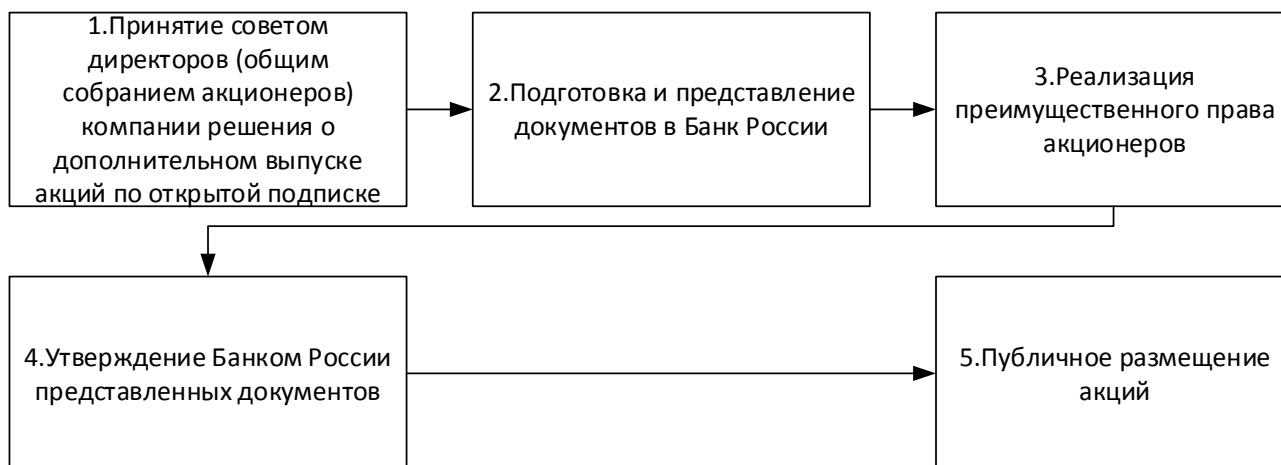 1.Принятие советом
директоров (общим
собранием акционеров)
компании решения о
дополнительном выпуске
акций по открытой подписке
2.Подготовка и представление
документов в Банк России
3.Реализация
преимущественного права
акционеров
4.Утверждение Банком России
представленных документов
5.Публичное размещение
акций